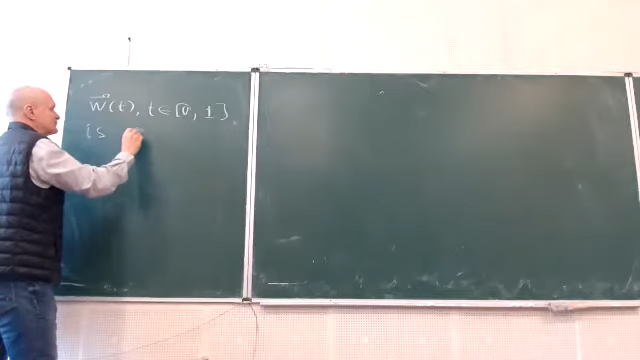 W⃗°(t), t ∈ [0, 1]
is